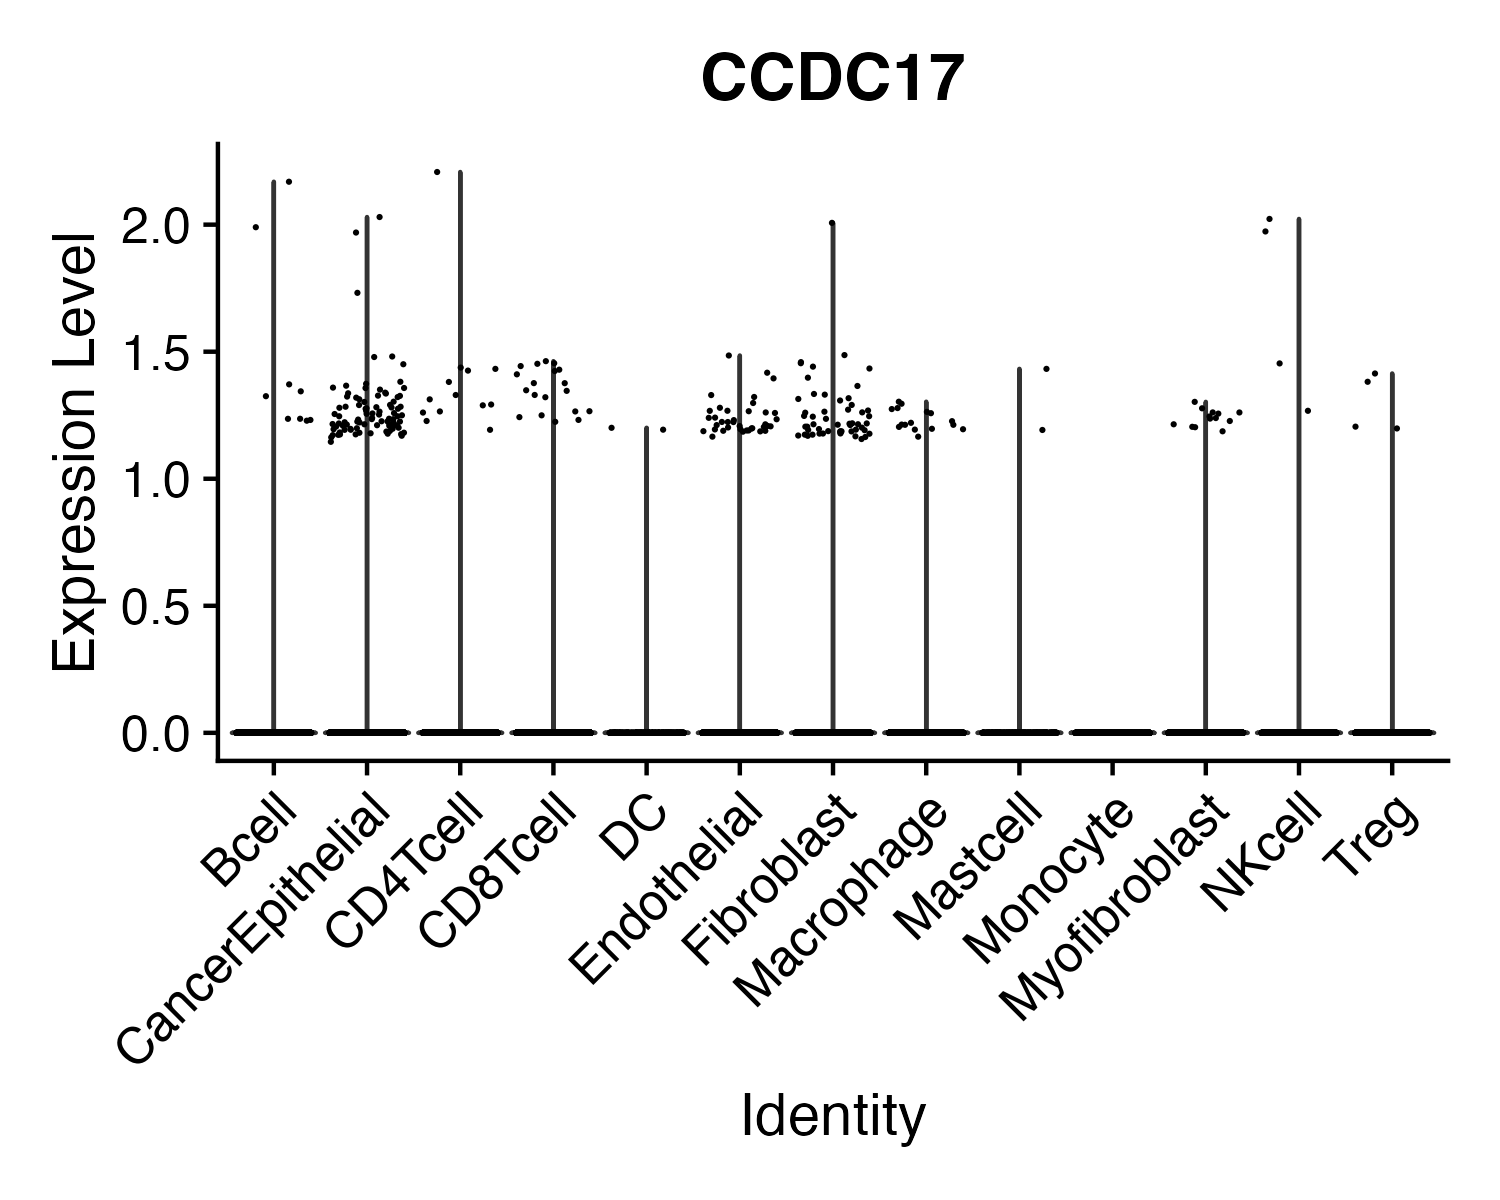 CCDC17
Expression Level
2.0
1.5
1.0
0.5
0.0
Bcell
CancerEpithelial
CD4Tcell
CD8Tcell
DC
Endothelial
Fibroblast
Macrophage
Mastcell
Monocyte
Myofibroblast
NKcell
Treg
Identity